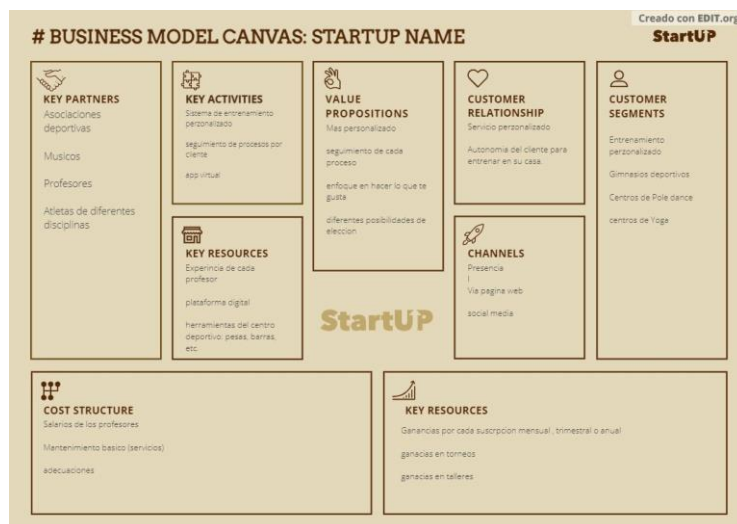 Creado con EDIT.org
# BUSINESS MODEL CANVAS: STARTUP NAME
StartUP
KEY PARTNERS
Asociaciones
deportivas
Musicos
Profesores
Atletas de diferentes
disciplinas
KEY ACTIVITIES
Sistema de entrenamiento
perzonalizado
seguimiento de procesos por
cliente
app virtual
KEY RESOURCES
Experincia de cada
profesor
plataforma digital
herramientas del centro
deportivo: pesas, barras,
etc.
VALUE
PROPOSITIONS
Mas personalizado
seguimiento de cada
proceso
enfoque en hacer lo que te
gusta
diferentes posibilidades de
eleccion
StartUP
CUSTOMER
RELATIONSHIP
Servicio perzonalizado
Autonomia del cliente para
entrenar en su casa.
CHANNELS
Presencia
l
Via pagina web
social media
CUSTOMER
SEGMENTS
Entrenamiento
perzonalizado
Gimnasios deportivos
Centros de Pole dance
centros de Yoga
COST STRUCTURE
Salarios de los profesores
Mantenimiento basico (servicios)
adecuaciones
KEY RESOURCES
Ganancias por cada suscrpcion mensual , trimestral o anual
ganacias en torneos
ganacias en talleres